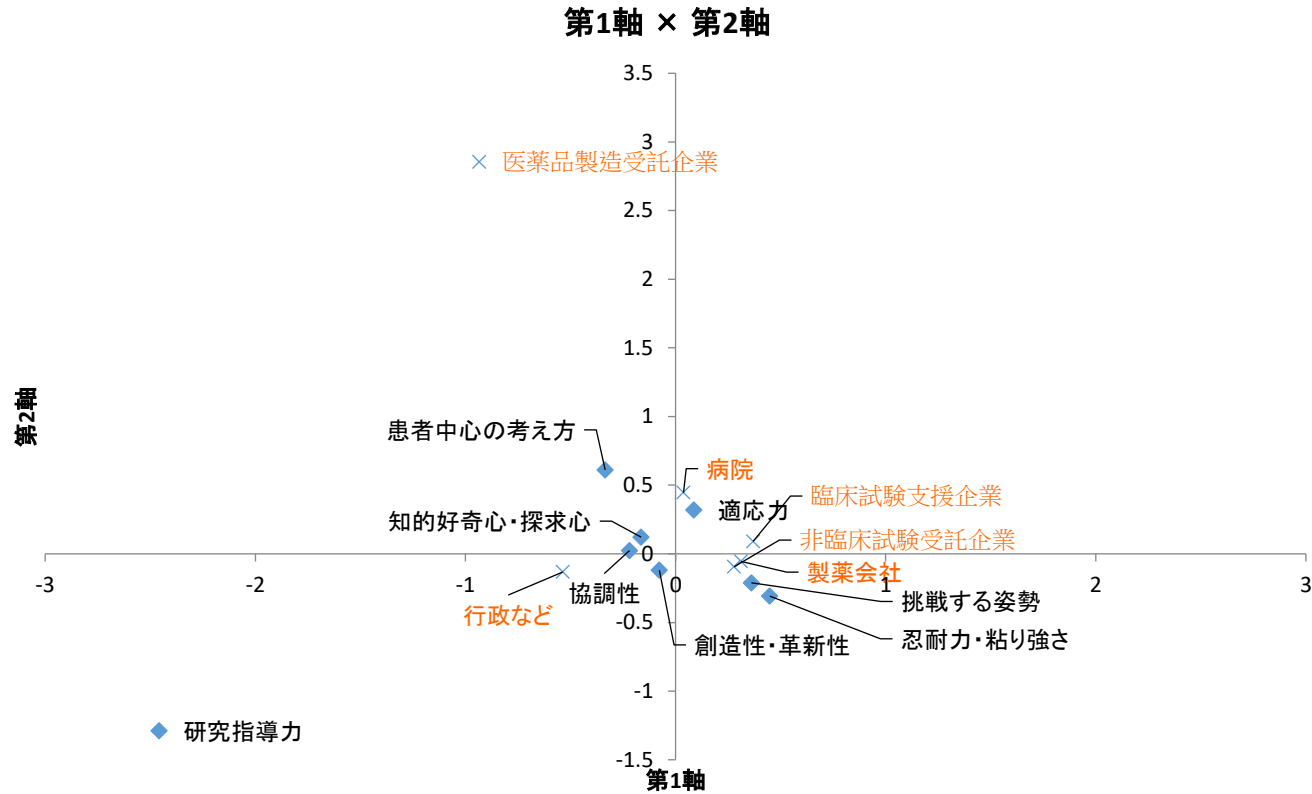 第1軸 × 第2軸
3.5
3
医薬品製造受託企業
2.5
2
1.5
第2軸
1
患者中心の考え方
病院
0.5
適応力
臨床試験支援企業
知的好奇心・探求心
非臨床試験受託企業
0
製薬会社
-3
-2
-1
0
1
2
3
協調性
挑戦する姿勢
行政など
-0.5
創造性・革新性
忍耐力・粘り強さ
-1
研究指導力
-1.5
第1軸